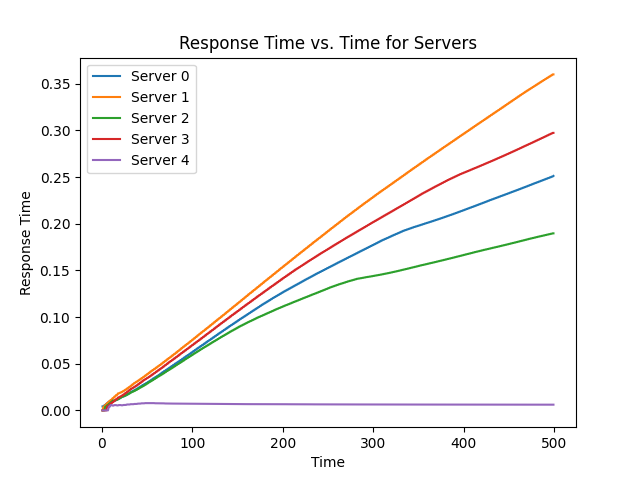 Response Time vs. Time for Servers
Server 0
Server 1
Server 2
Server 3
Server 4
Response Time
0.35
0.30
0.25
0.20
0.15
0.10
0.05
0.00
0 100 200 300 400 500
Time